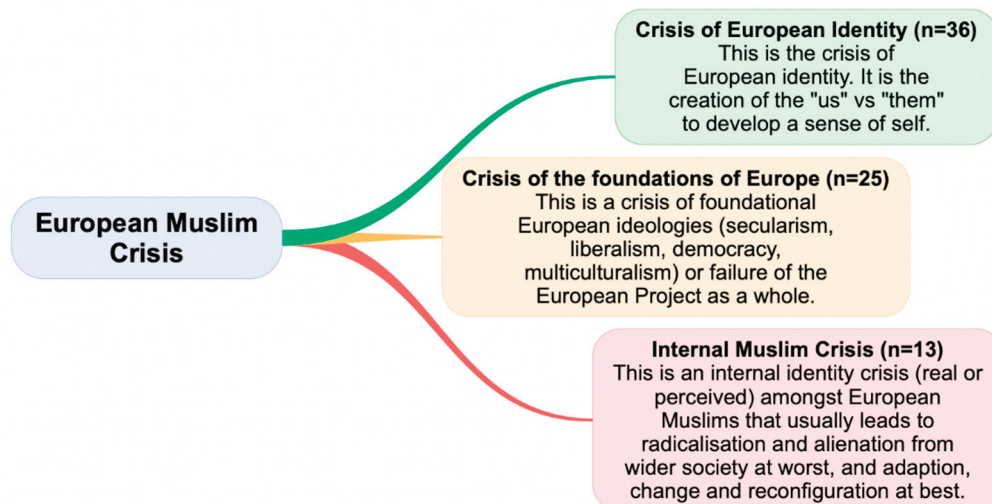 European Muslim
Crisis
Crisis of European Identity (n=36)
This is the crisis of
European identity. It is the
creation of the "us" vs "them"
to develop a sense of self.
Crisis of the foundations of Europe (n=25)
This is a crisis of foundational
European ideologies (secularism,
liberalism, democracy,
multiculturalism) or failure of the
European Project as a whole.
Internal Muslim Crisis (n=13)
This is an internal identity crisis (real or
perceived) amongst European
Muslims that usually leads to
radicalisation and alienation from
wider society at worst, and adaption,
change and reconfiguration at best.